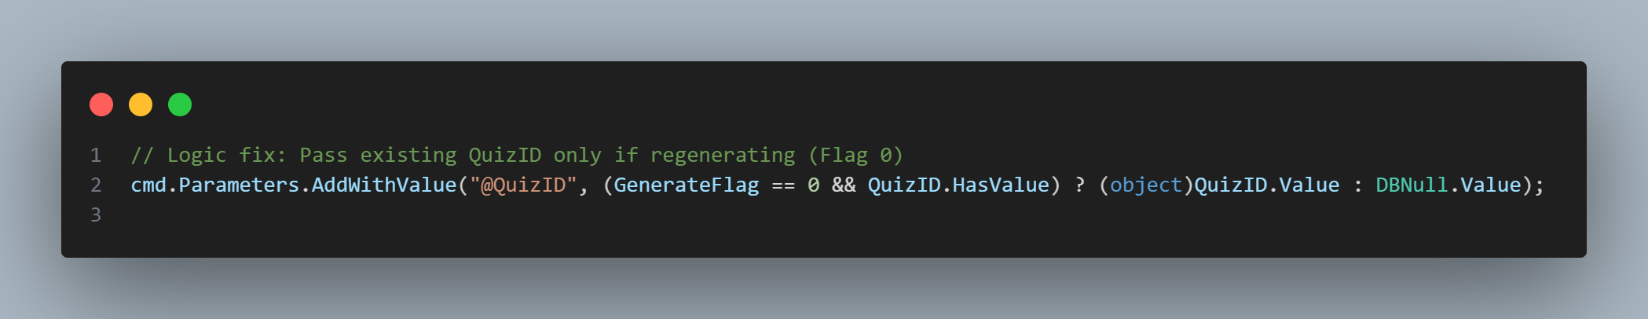 1 // Logic fix: Pass existing QuizID only if regenerating (Flag 0)
2 cmd.Parameters.AddWithValue("@QuizID", (GenerateFlag == 0 && QuizID.HasValue) ? (object)QuizID.Value : DBNull.Value);
3